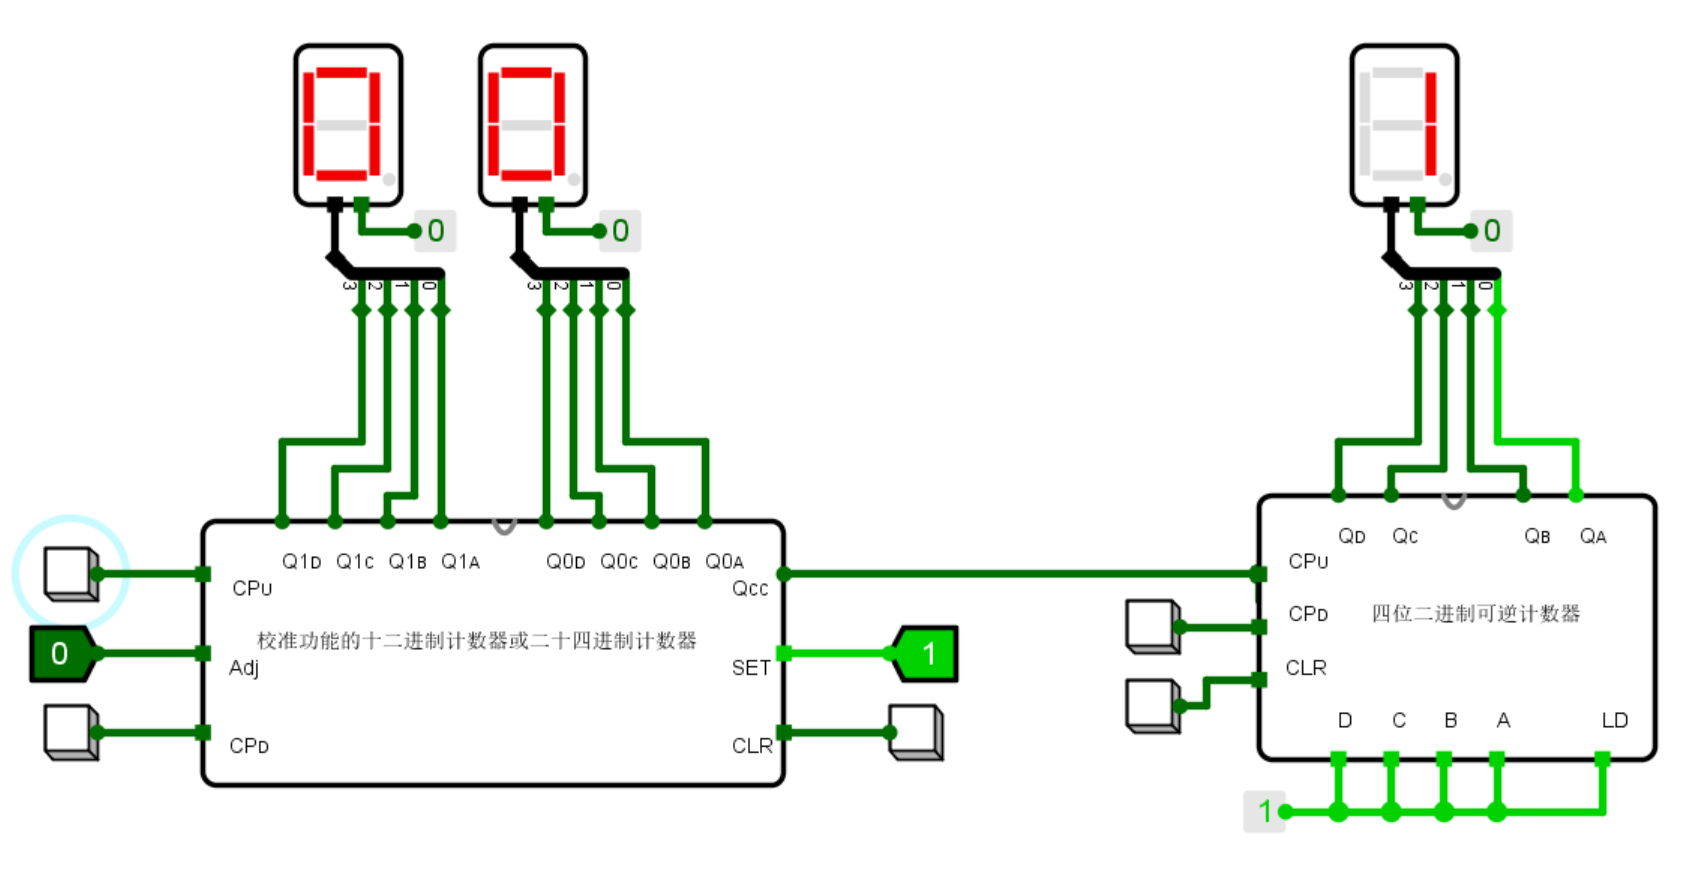 0 0 0
3 2 1 0 3 2 1 0 3 2 1 0
Q1D Q1C Q1B Q1A Q0D Q0C Q0B Q0A
QD QC QB QA
CPU Qcc CPU
CPD 四位二进制可逆计数器
校准功能的十二进制计数器或二十四进制计数器
0 Adj SET 1 CLR
D C B A LD
CPD CLR
1